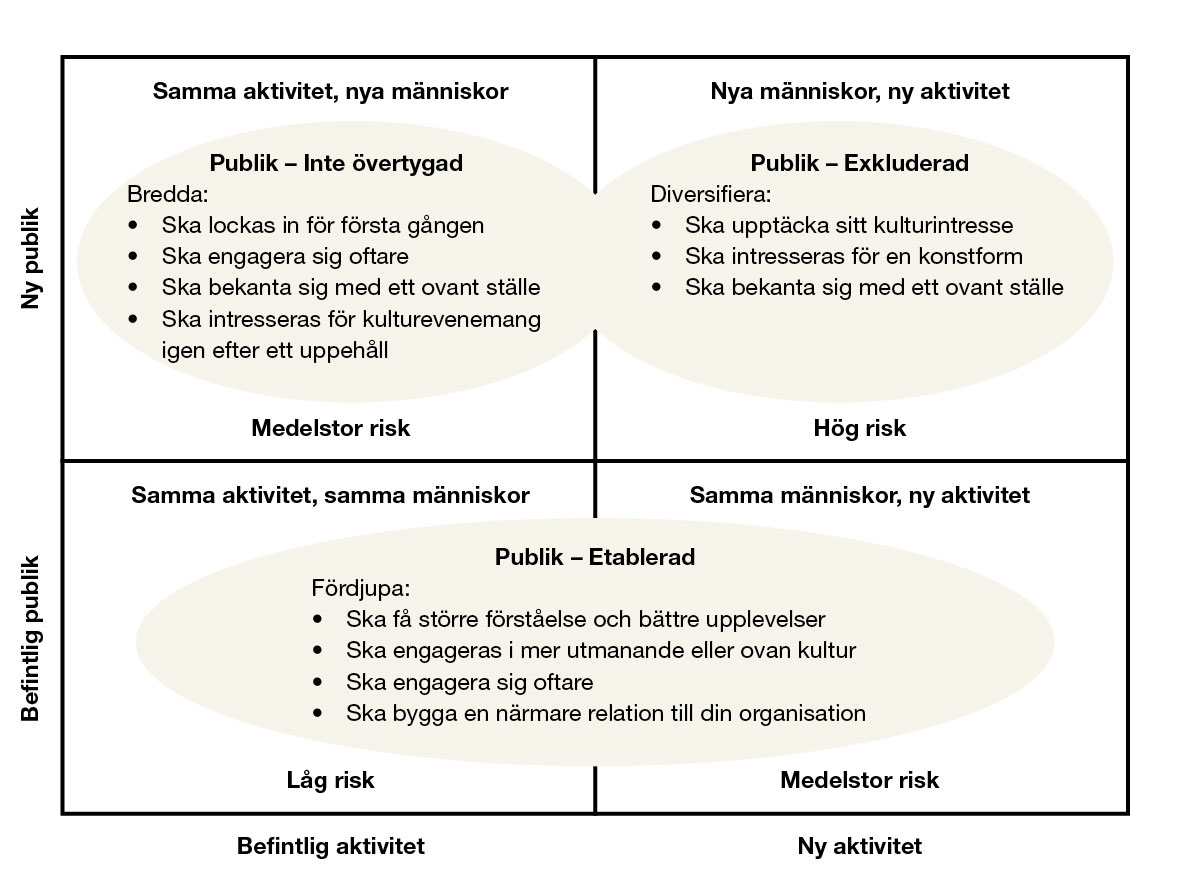 Ny publik
Samma aktivitet, nya människor
Publik – Inte övertygad
Bredda:
• Ska lockas in för första gången
• Ska engagera sig oftare
• Ska bekanta sig med ett ovant ställe
• Ska intresseras för kulturevenemang
igen efter ett uppehåll
Medelstor risk
Nya människor, ny aktivitet
Publik – Exkluderad
Diversifiera:
• Ska upptäcka sitt kulturintresse
• Ska intresseras för en konstform
• Ska bekanta sig med ett ovant ställe
Hög risk
Befintlig publik
Samma aktivitet, samma människor
Samma människor, ny aktivitet
Publik – Etablerad
Fördjupa:
• Ska få större förståelse och bättre upplevelser
• Ska engageras i mer utmanande eller ovan kultur
• Ska engagera sig oftare
• Ska bygga en närmare relation till din organisation
Låg risk
Medelstor risk
Befintlig aktivitet
Ny aktivitet